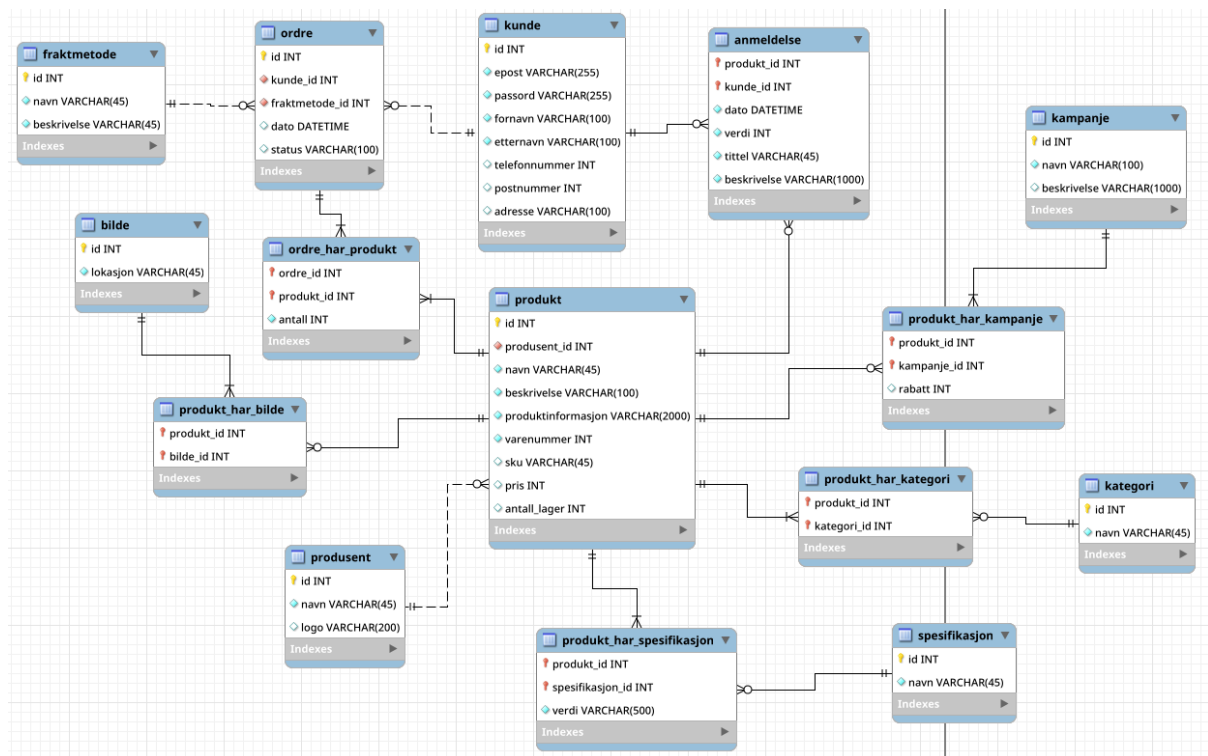 fraktmetode
id INT
navn VARCHAR(45)
beskrivelse VARCHAR(45)
Indexes
ordre
id INT
kunde_id INT
fraktmetode_id INT
dato DATETIME
status VARCHAR(100)
Indexes
kunde
id INT
epost VARCHAR(255)
passord VARCHAR(255)
fornavn VARCHAR(100)
etternavn VARCHAR(100)
telefonnummer INT
postnummer INT
adresse VARCHAR(100)
Indexes
anmeldelse
produkt_id INT
kunde_id INT
dato DATETIME
verdi INT
tittel VARCHAR(45)
beskrivelse VARCHAR(1000)
Indexes
kampanje
id INT
navn VARCHAR(100)
beskrivelse VARCHAR(1000)
Indexes
bilde
id INT
lokasjon VARCHAR(45)
Indexes
ordre_har_produkt
ordre_id INT
produkt_id INT
antall INT
Indexes
produkt
id INT
produsent_id INT
navn VARCHAR(45)
beskrivelse VARCHAR(100)
produktinformasjon VARCHAR(2000)
varenummer INT
sku VARCHAR(45)
pris INT
antall_lager INT
Indexes
produkt_har_kampanje
produkt_id INT
kampanje_id INT
rabatt INT
Indexes
produkt_har_bilde
produkt_id INT
bilde_id INT
Indexes
produkt_har_kategori
produkt_id INT
kategori_id INT
Indexes
kategori
id INT
navn VARCHAR(45)
Indexes
produsent
id INT
navn VARCHAR(45)
logo VARCHAR(200)
Indexes
produkt_har_spesifikasjon
produkt_id INT
spesifikasjon_id INT
verdi VARCHAR(500)
Indexes
spesifikasjon
id INT
navn VARCHAR(45)
Indexes